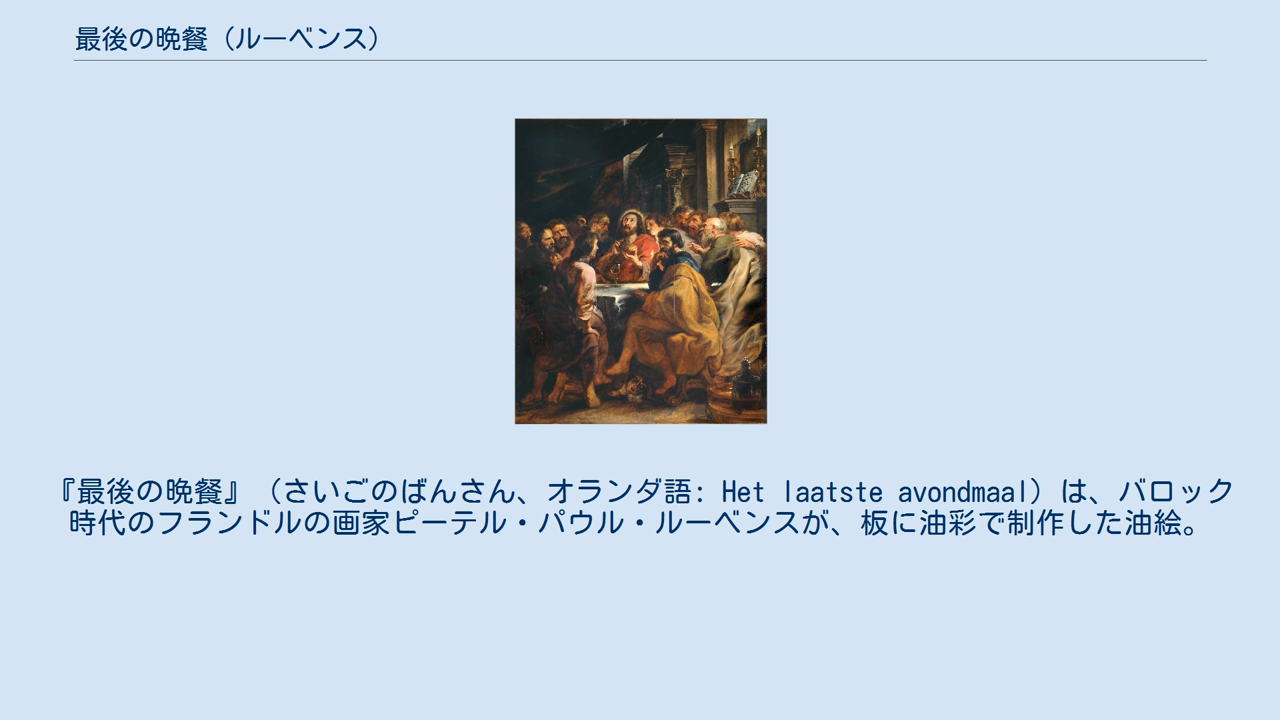 最後の晩餐（ルーベンス）
『最後の晩餐』（さいごのばんさん、オランダ語: Het laatste avondmaal）は、バロック
時代のフランドルの画家ピーテル・パウル・ルーベンスが、板に油彩で制作した油絵。